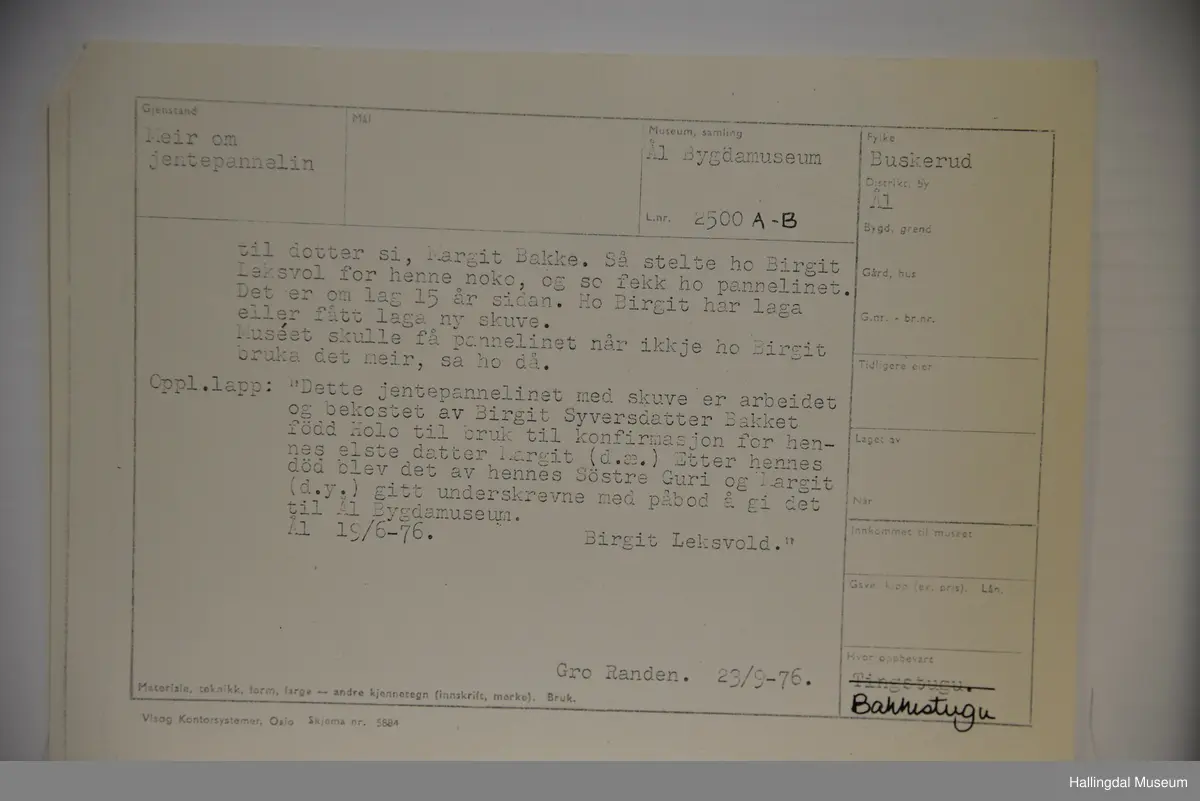 Gjenstand
Meir om
jentepannelin
Mål
Museum, samling
Ål Bygdamuseum
L.nr. 2500 A-B
Fylke
Buskerud
Distrikt, by
Ål
Bygd, grend
Gård, hus
G.nr. - br.nr.
Tidligere eier
Laget av
Når
Innkommet til museet
Gave, kjøp (ev. pris). Lån.
Hvor oppbevart
Tingstugu.
Bakkistugu
til dotter si, Margit Bakke. Så stelte ho Birgit
Leksvol for henne noko, og so fekk ho pannelinet.
Det er om lag 15 år sidan. Ho Birgit har laga
eller fått laga ny skuve.
Muséet skulle få pannelinet når ikkje ho Birgit
bruka det meir, sa ho då.
Oppl.lapp: "Dette jentepannelinet med skuve er arbeidet
og bekostet av Birgit Syversdatter Bakket
född Holo til bruk til konfirmasjon for hen-
nes elste datter Margit (d.æ.) Etter hennes
död blev det av hennes Söstre Guri og Margit
(d.y.) gitt underskrevne med påbod å gi det
til Ål Bygdamuseum.
Ål 19/6-76. Birgit Leksvold."
Gro Randen. 23/9-76.
Materiale, teknikk, form, farge — andre kjennetegn (innskrift, merke). Bruk.
Visag Kontorsystemer, Oslo Skjema nr. 5884
Hallingdal Museum